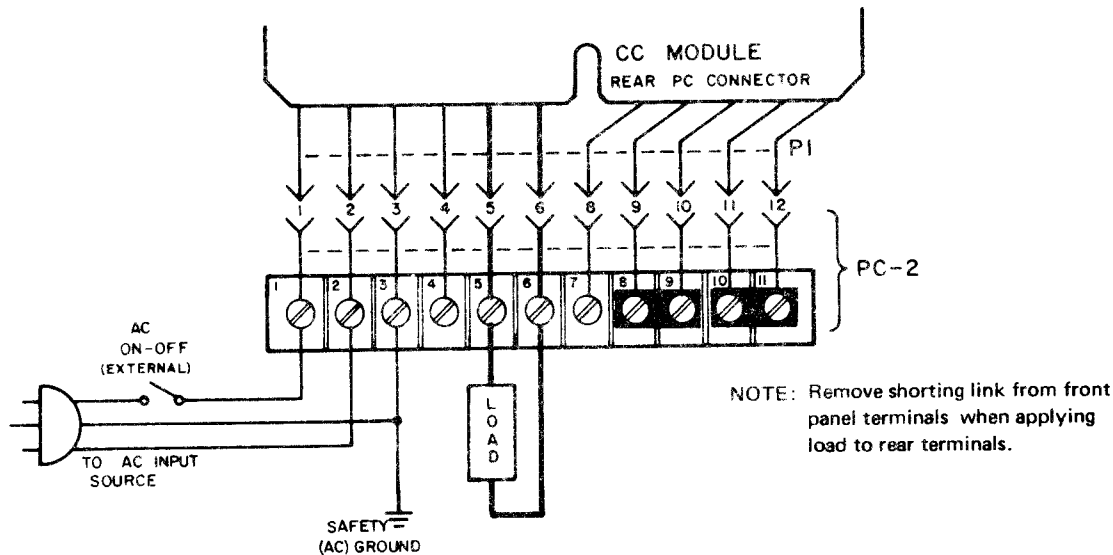 CC MODULE
REAR PC CONNECTOR
P1
1 2 3 4 5 6 8 9 10 11 12
PC-2
1 2 3 4 5 6 7 8 9 10 11
AC
ON-OFF
(EXTERNAL)
LOAD
NOTE: Remove shorting link from front
panel terminals when applying
load to rear terminals.
TO AC INPUT
SOURCE
SAFETY
(AC) GROUND